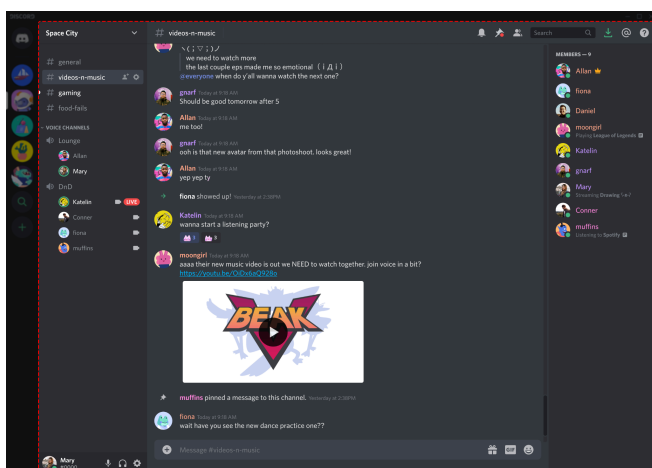 DISCORD
Space City
general
videos-n-music
gaming
food-fails
VOICE CHANNELS
Lounge
Allan
Mary
DnD
Katelin LIVE
Conner
fiona
muffins
Mary
# videos-n-music
Search
we need to watch more
the last couple eps made me so emotional
@everyone when do y'all wanna watch the next one?
gnarf Today at 9:18 AM
Should be good tomorrow after 5
Allan Today at 9:18 AM
me too!
gnarf Today at 9:18 AM
ooh is that new avatar from that photoshoot. looks great!
Allan Today at 9:18 AM
yep yep ty
fiona showed up! Yesterday at 2:38PM
Katelin Today at 9:18 AM
wanna start a listening party?
3 3
moongirl Today at 9:18 AM
aaaa their new music video is out we NEED to watch together. join voice in a bit?
BEAK
muffins pinned a message to this channel. Yesterday at 2:38PM
fiona Today at 9:18 AM
wait have you see the new dance practice one??
Message #videos-n-music
GIF
MEMBERS — 9
Allan
fiona
Daniel
moongirl
Playing League of Legends
Katelin
gnarf
Mary
Streaming Drawing
Conner
muffins
Listening to Spotify